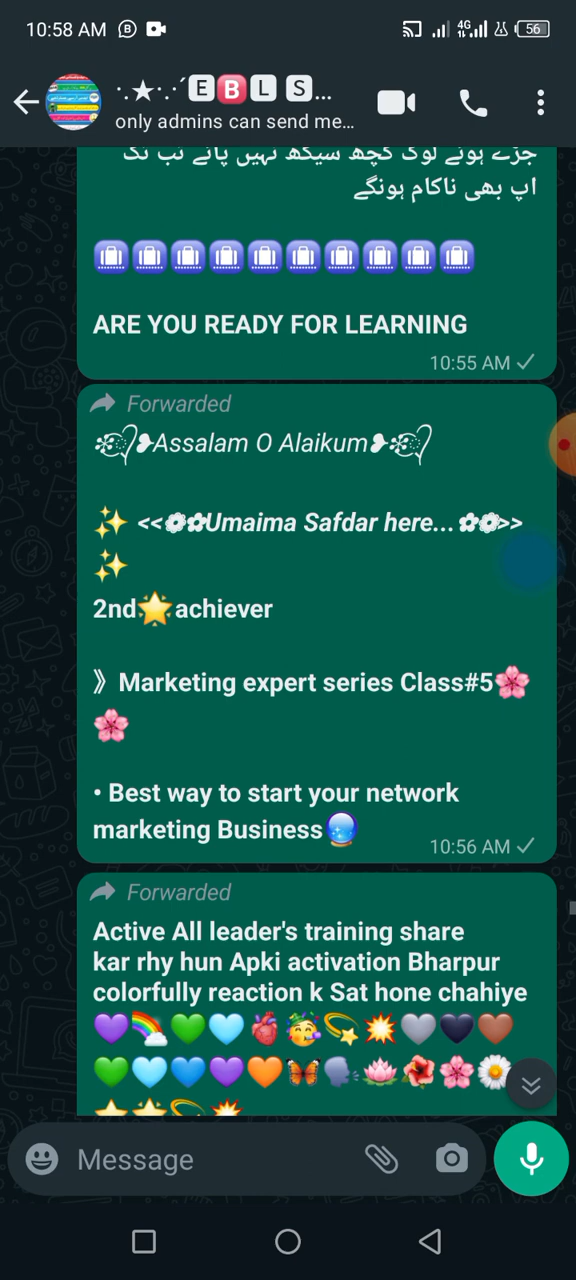 10:58 AM
4G
56
E B L S...
only admins can send me...
جڑے ہوئے لوگ کچھ سیکھ نہیں پاتے تب تک
اپ بھی ناکام ہونگے
ARE YOU READY FOR LEARNING
10:55 AM
Forwarded
Assalam O Alaikum
<<❁✿Umaima Safdar here...✿❁>>
2nd🌟achiever
》Marketing expert series Class#5🌸
🌸
• Best way to start your network
marketing Business🔮
10:56 AM
Forwarded
Active All leader's training share
kar rhy hun Apki activation Bharpur
colorfully reaction k Sat hone chahiye
Message